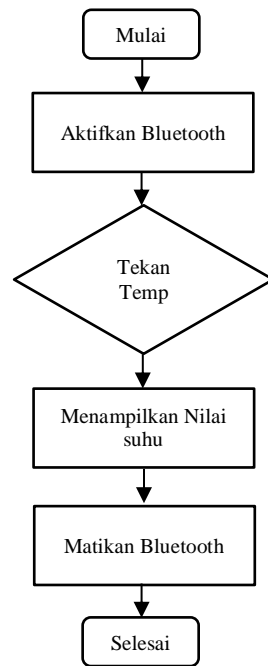 Mulai
Aktifkan Bluetooth
Tekan
Temp
Menampilkan Nilai
suhu
Matikan Bluetooth
Selesai